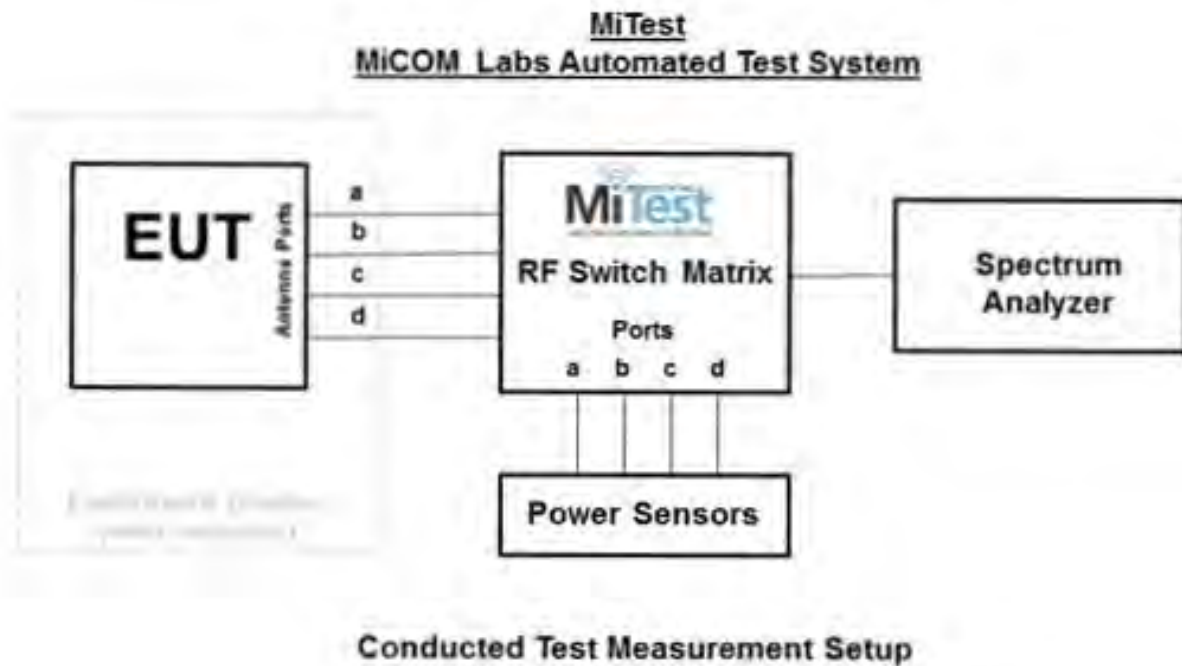 MiTest
MiCOM Labs Automated Test System
EUT
Antenna Ports
a
b
c
d
MiTest
RF Switch Matrix
Ports
a b c d
Spectrum
Analyzer
Power Sensors
Conducted Test Measurement Setup